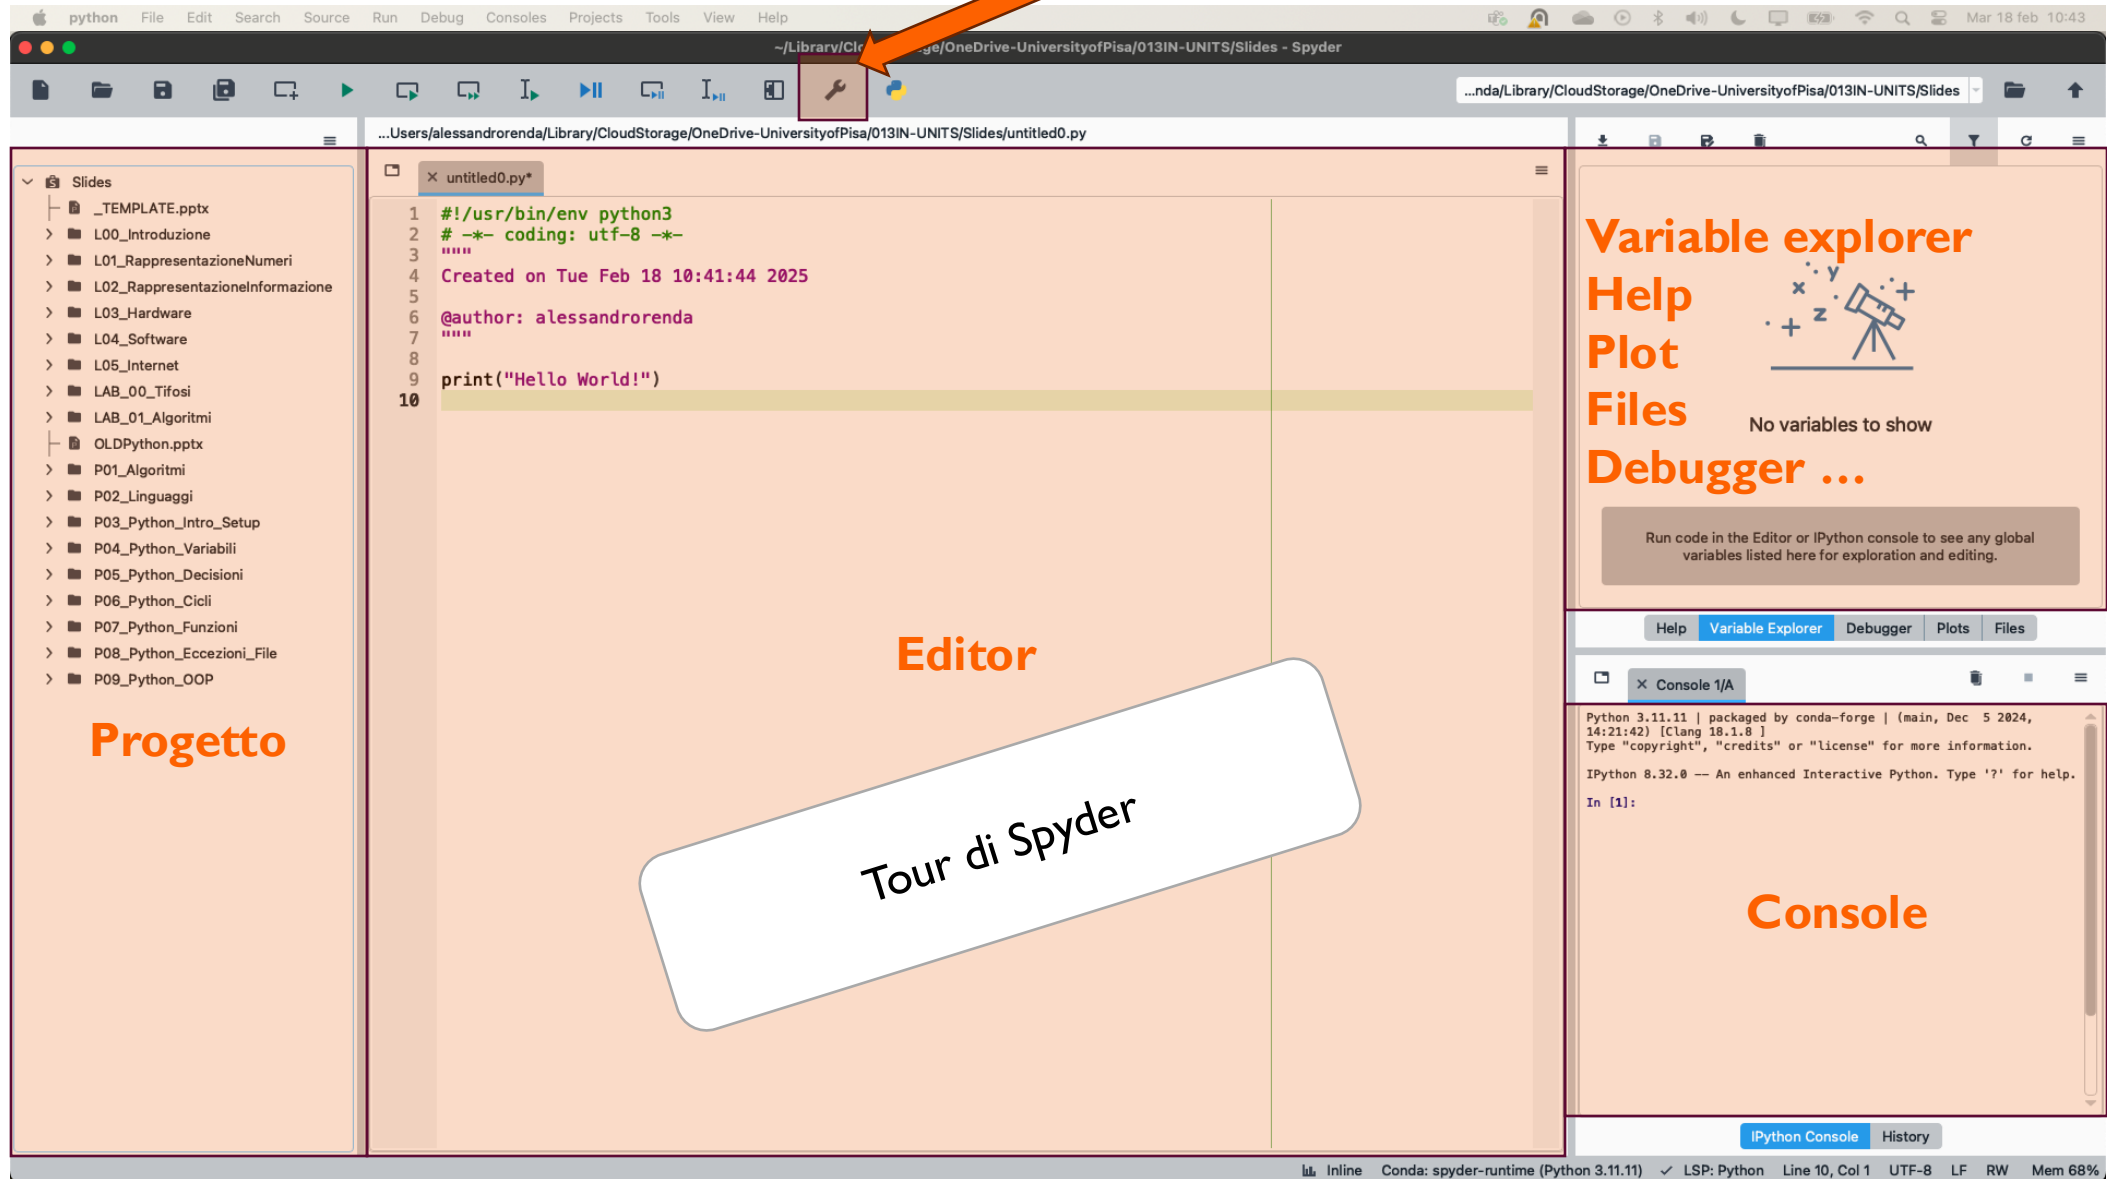 python File Edit Search Source Run Debug Consoles Projects Tools View Help Mar 18 feb 10:43
~/Library/Clo ge/OneDrive-UniversityofPisa/013IN-UNITS/Slides - Spyder
...nda/Library/CloudStorage/OneDrive-UniversityofPisa/013IN-UNITS/Slides
...Users/alessandrorenda/Library/CloudStorage/OneDrive-UniversityofPisa/013IN-UNITS/Slides/untitled0.py
Slides
_TEMPLATE.pptx
L00_Introduzione
L01_RappresentazioneNumeri
L02_RappresentazioneInformazione
L03_Hardware
L04_Software
L05_Internet
LAB_00_Tifosi
LAB_01_Algoritmi
OLDPython.pptx
P01_Algoritmi
P02_Linguaggi
P03_Python_Intro_Setup
P04_Python_Variabili
P05_Python_Decisioni
P06_Python_Cicli
P07_Python_Funzioni
P08_Python_Eccezioni_File
P09_Python_OOP
Progetto
untitled0.py*
1 #!/usr/bin/env python3
2 # -*- coding: utf-8 -*-
3 """
4 Created on Tue Feb 18 10:41:44 2025
5
6 @author: alessandrorenda
7 """
8
9 print("Hello World!")
10
Editor
Tour di Spyder
Variable explorer
Help
Plot
Files
Debugger ...
x y z
No variables to show
Run code in the Editor or IPython console to see any global
variables listed here for exploration and editing.
Help Variable Explorer Debugger Plots Files
Console 1/A
Python 3.11.11 | packaged by conda-forge | (main, Dec 5 2024,
14:21:42) [Clang 18.1.8 ]
Type "copyright", "credits" or "license" for more information.
IPython 8.32.0 -- An enhanced Interactive Python. Type '?' for help.
In [1]:
Console
IPython Console History
Inline Conda: spyder-runtime (Python 3.11.11) LSP: Python Line 10, Col 1 UTF-8 LF RW Mem 68%